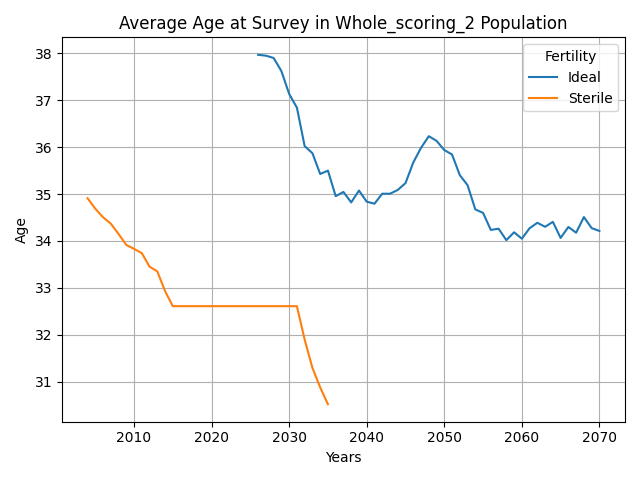 Average Age at Survey in Whole_scoring_2 Population
Fertility
Ideal
Sterile
38
37
36
35
34
33
32
31
Age
2010 2020 2030 2040 2050 2060 2070
Years